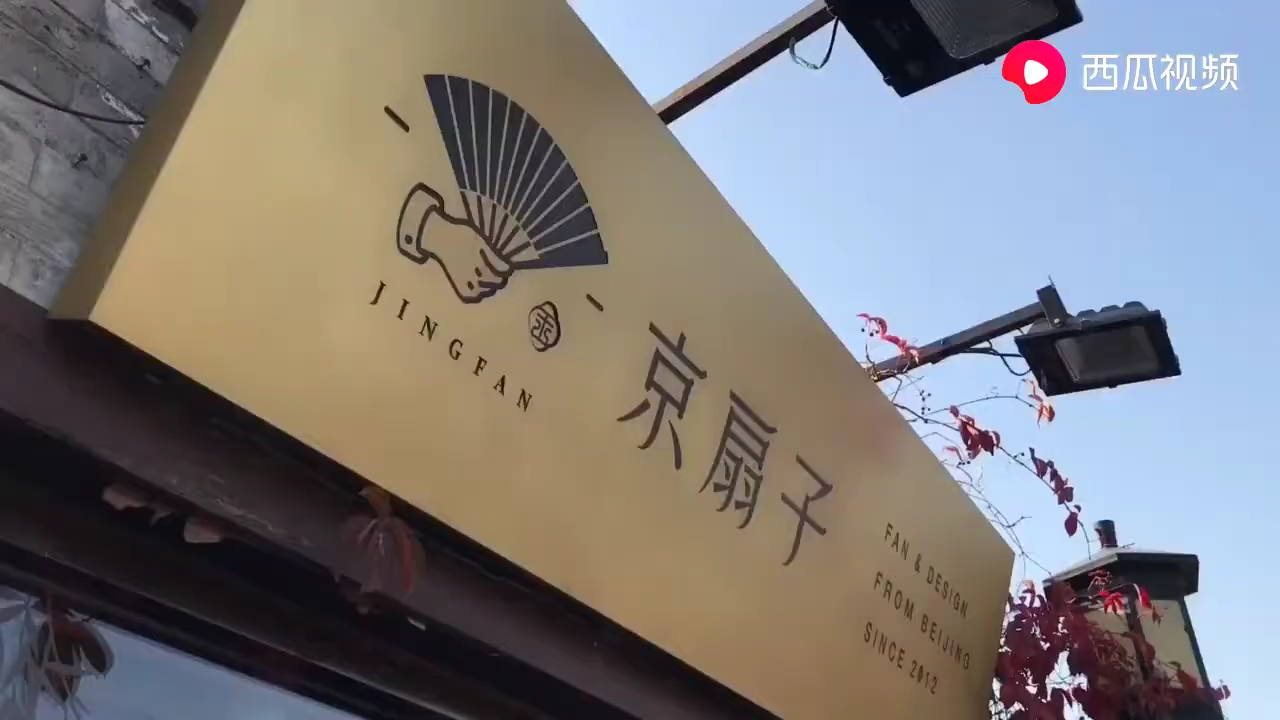 西瓜视频
JINGFAN
京扇子
FAN & DESIGN
FROM BEIJING
SINCE 2012